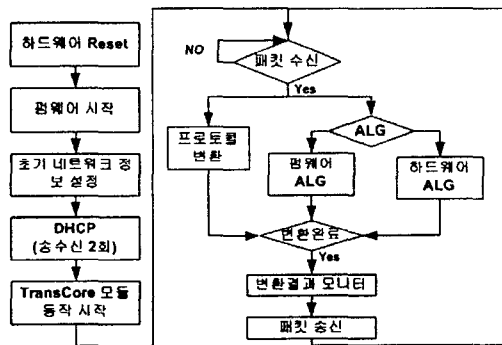 하드웨어 Reset
펌웨어 시작
초기 네트워크 정
보 설정
DHCP
(송수신 2회)
TransCore 모듈
동작 시작
NO
패킷 수신
Yes
프로토콜
변환
ALG
펌웨어
ALG
하드웨어
ALG
변환완료
Yes
변환결과 모니터
패킷 송신